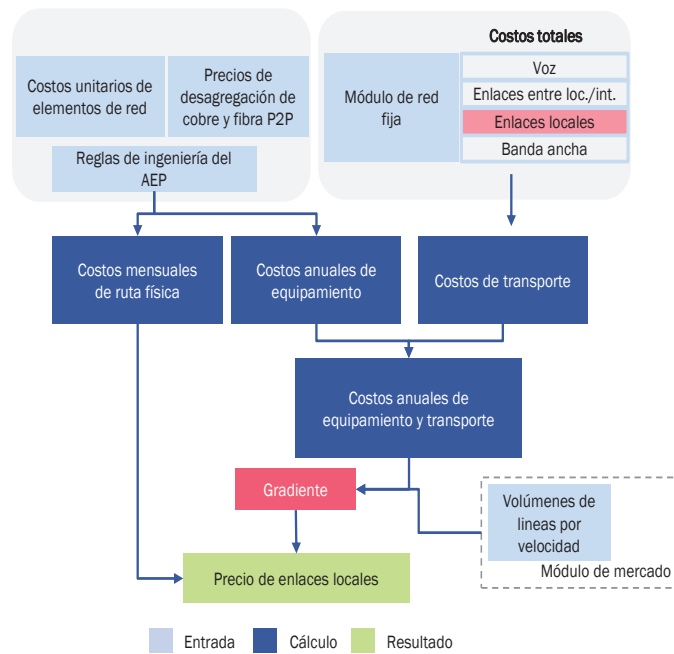 Costos totales
Costos unitarios de
elementos de red
Precios de
desagregación de
cobre y fibra P2P
Reglas de ingeniería del
AEP
Módulo de red
fija
Voz
Enlaces entre loc./int.
Enlaces locales
Banda ancha
Costos mensuales
de ruta física
Costos anuales de
equipamiento
Costos de transporte
Costos anuales de
equipamiento y transporte
Gradiente
Volúmenes de
lineas por
velocidad
Módulo de mercado
Precio de enlaces locales
Entrada
Cálculo
Resultado